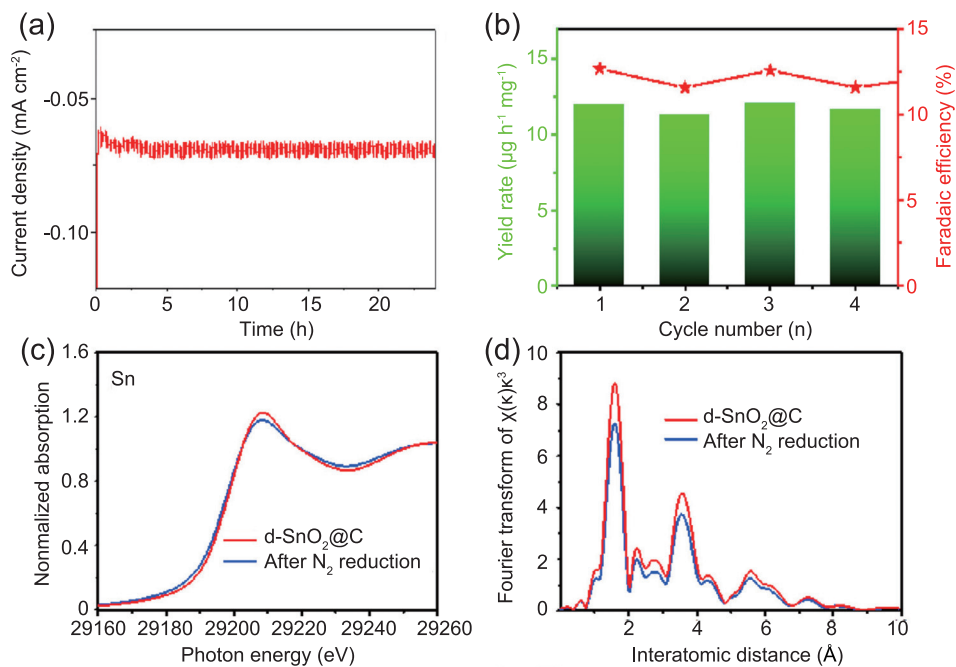 (a)
Current density (mA cm⁻²)
-0.05
-0.10
0
5
10
15
20
Time (h)
(b)
Yield rate (µg h⁻¹ mg⁻¹)
15
10
5
0
15
10
5
0
Faradaic efficiency (%)
1
2
3
4
Cycle number (n)
(c)
Nonmalized absorption
1.6
1.2
0.8
0.4
0
Sn
d-SnO₂@C
After N₂ reduction
29160
29180
29200
29220
29240
29260
Photon energy (eV)
(d)
Fourier transform of χ(κ)κ³
10
8
6
4
2
0
d-SnO₂@C
After N₂ reduction
2
4
6
8
10
Interatomic distance (Å)